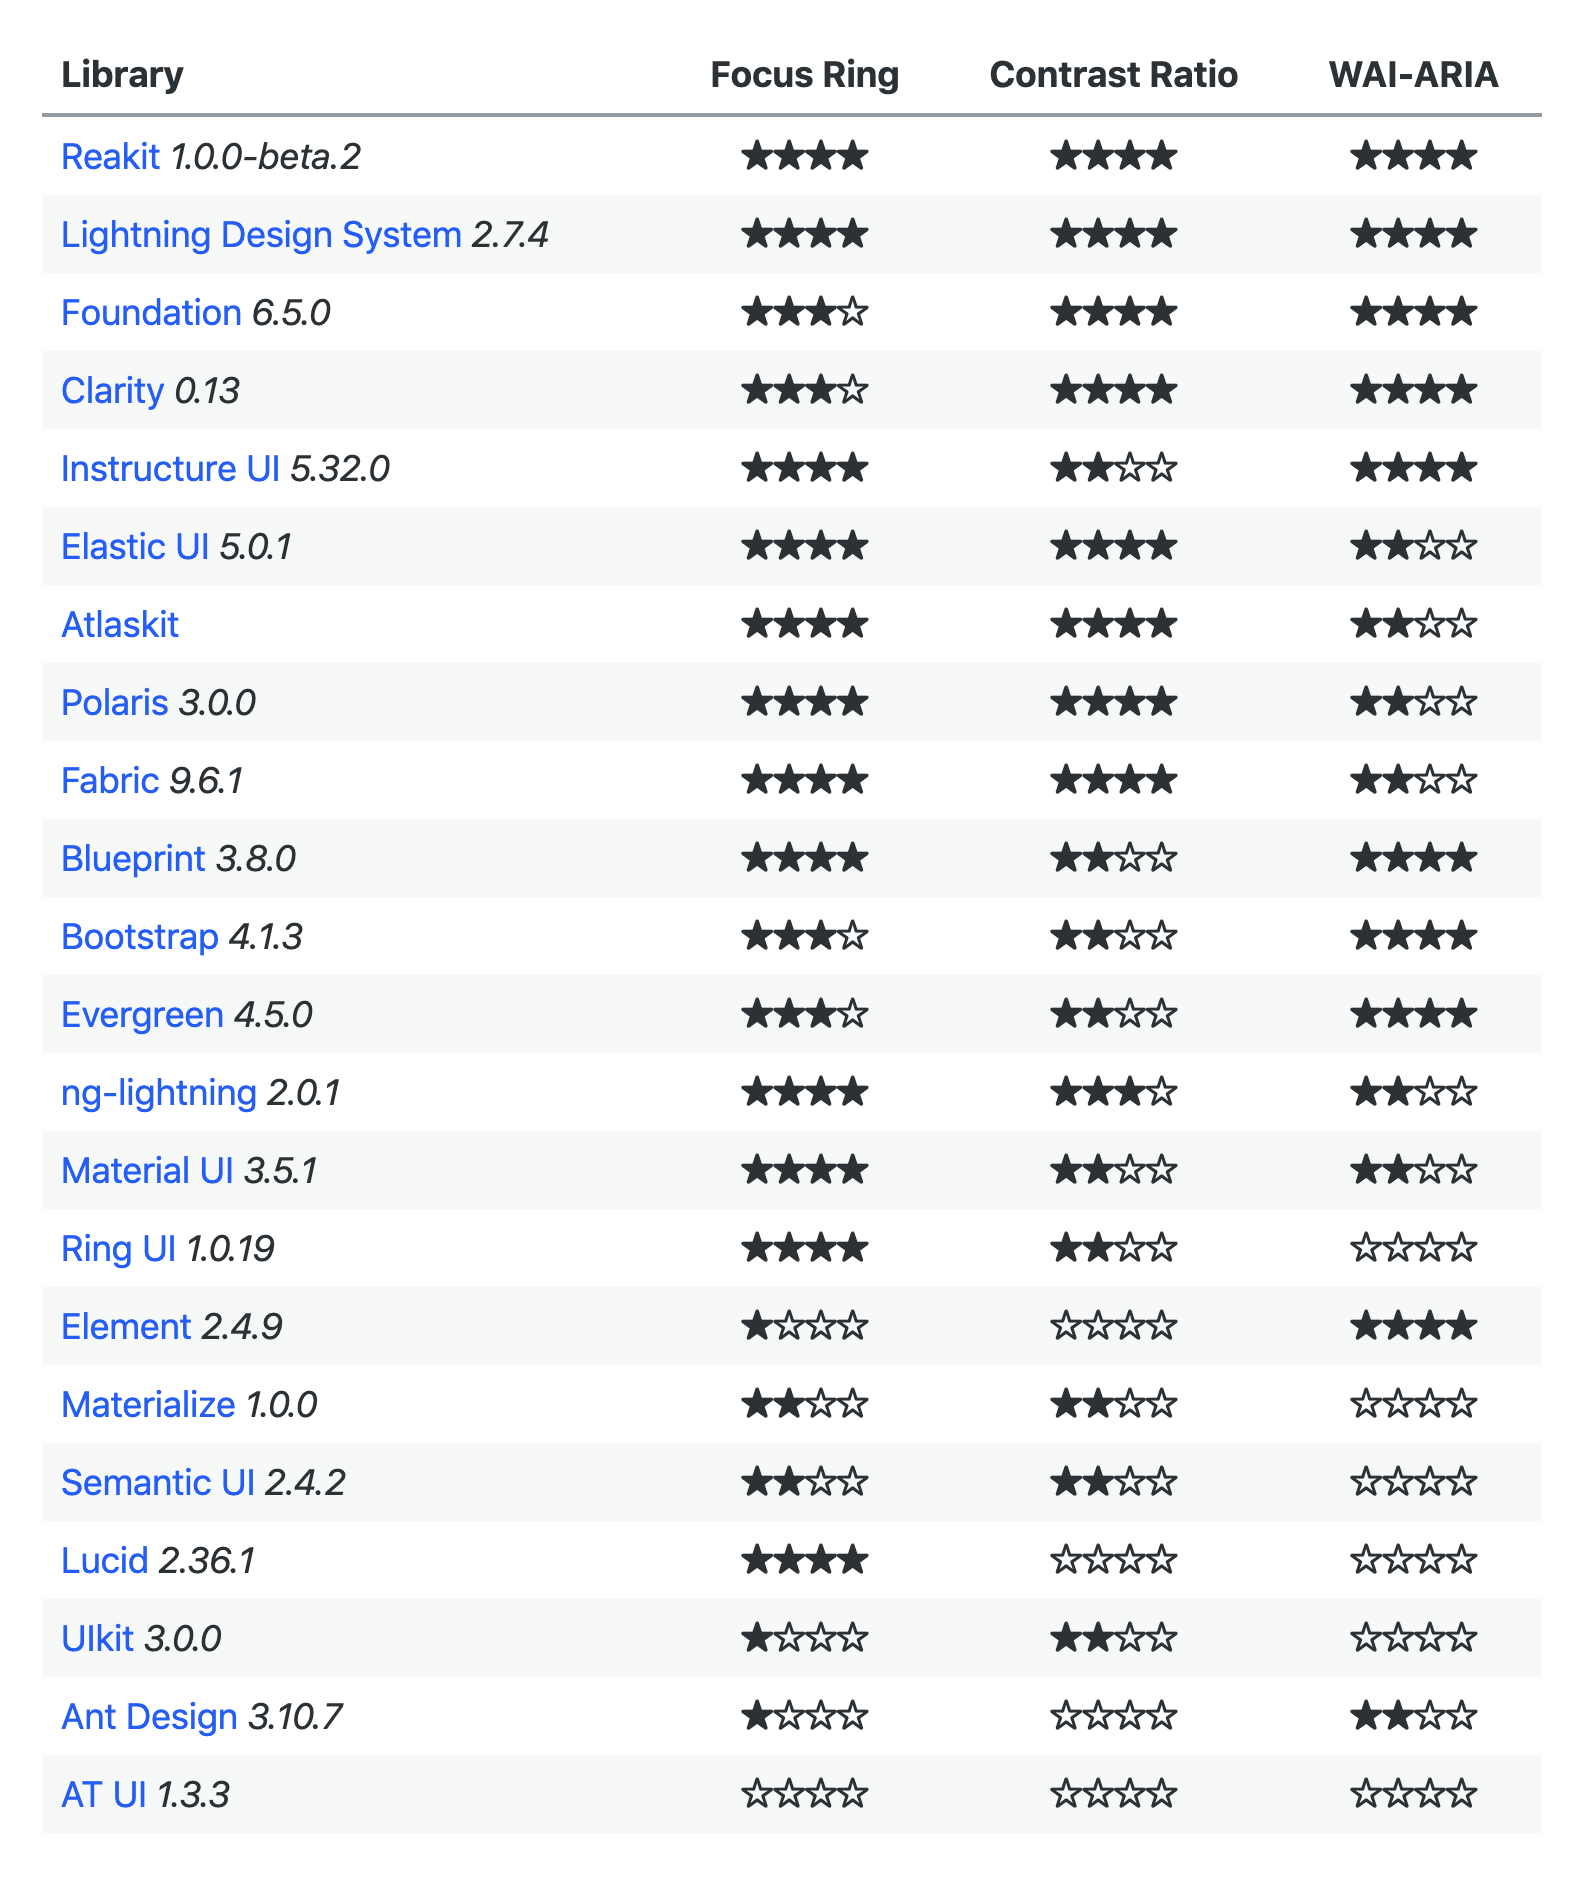 Library Focus Ring Contrast Ratio WAI-ARIA
Reakit 1.0.0-beta.2 ★★★★ ★★★★ ★★★★
Lightning Design System 2.7.4 ★★★★ ★★★★ ★★★★
Foundation 6.5.0 ★★★☆ ★★★★ ★★★★
Clarity 0.13 ★★★☆ ★★★★ ★★★★
Instructure UI 5.32.0 ★★★★ ★★☆☆ ★★★★
Elastic UI 5.0.1 ★★★★ ★★★★ ★★☆☆
Atlaskit ★★★★ ★★★★ ★★☆☆
Polaris 3.0.0 ★★★★ ★★★★ ★★☆☆
Fabric 9.6.1 ★★★★ ★★★★ ★★☆☆
Blueprint 3.8.0 ★★★★ ★★☆☆ ★★★★
Bootstrap 4.1.3 ★★★☆ ★★☆☆ ★★★★
Evergreen 4.5.0 ★★★☆ ★★☆☆ ★★★★
ng-lightning 2.0.1 ★★★★ ★★★☆ ★★☆☆
Material UI 3.5.1 ★★★★ ★★☆☆ ★★☆☆
Ring UI 1.0.19 ★★★★ ★★☆☆ ☆☆☆☆
Element 2.4.9 ★☆☆☆ ☆☆☆☆ ★★★★
Materialize 1.0.0 ★★☆☆ ★★☆☆ ☆☆☆☆
Semantic UI 2.4.2 ★★☆☆ ★★☆☆ ☆☆☆☆
Lucid 2.36.1 ★★★★ ☆☆☆☆ ☆☆☆☆
UIkit 3.0.0 ★☆☆☆ ★★☆☆ ☆☆☆☆
Ant Design 3.10.7 ★☆☆☆ ☆☆☆☆ ★★☆☆
AT UI 1.3.3 ☆☆☆☆ ☆☆☆☆ ☆☆☆☆